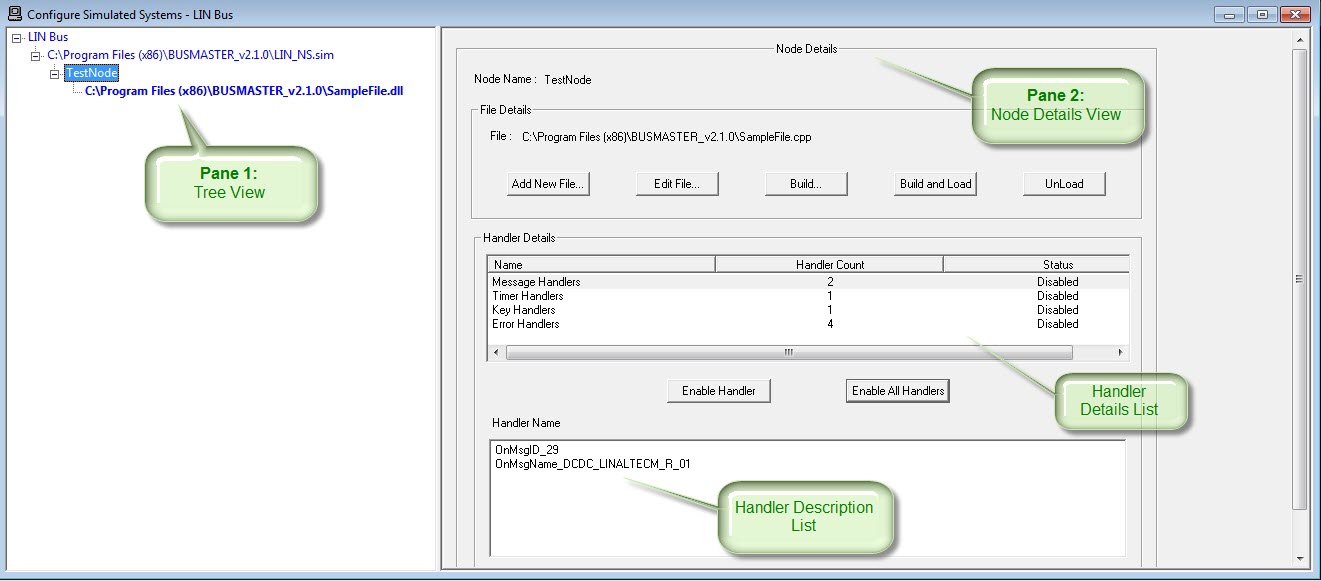 Configure Simulated Systems - LIN Bus
LIN Bus
C:\Program Files (x86)\BUSMASTER_v2.1.0\LIN_NS.sim
TestNode
C:\Program Files (x86)\BUSMASTER_v2.1.0\SampleFile.dll
Pane 1:
Tree View
Node Details
Node Name : TestNode
Pane 2:
Node Details View
File Details
File : C:\Program Files (x86)\BUSMASTER_v2.1.0\SampleFile.cpp
Add New File... Edit File... Build... Build and Load UnLoad
Handler Details
Name Handler Count Status
Message Handlers 2 Disabled
Timer Handlers 1 Disabled
Key Handlers 1 Disabled
Error Handlers 4 Disabled
Enable Handler Enable All Handlers
Handler
Details List
Handler Name
OnMsgID_29
OnMsgName_DCDC_LINALTECM_R_01
Handler Description
List